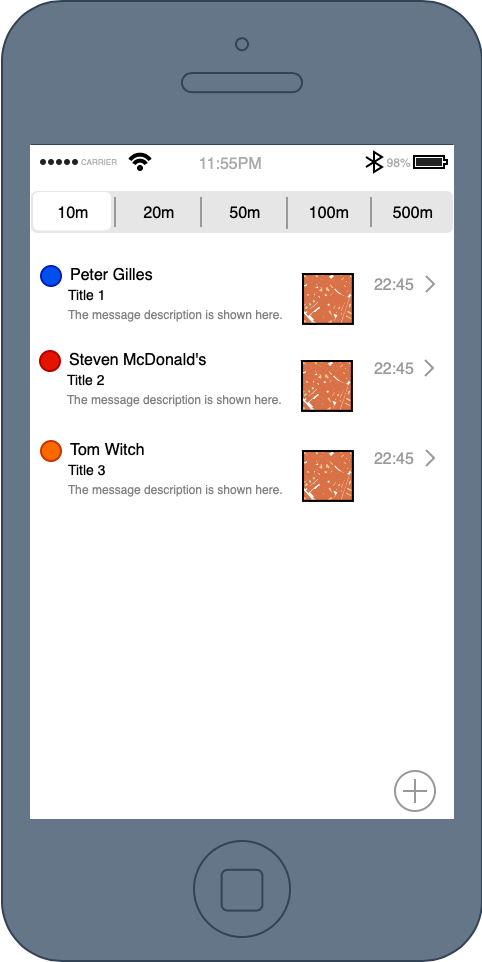 CARRIER 11:55PM 98%
10m 20m 50m 100m 500m
Peter Gilles
Title 1
The message description is shown here.
22:45
Steven McDonald's
Title 2
The message description is shown here.
22:45
Tom Witch
Title 3
The message description is shown here.
22:45